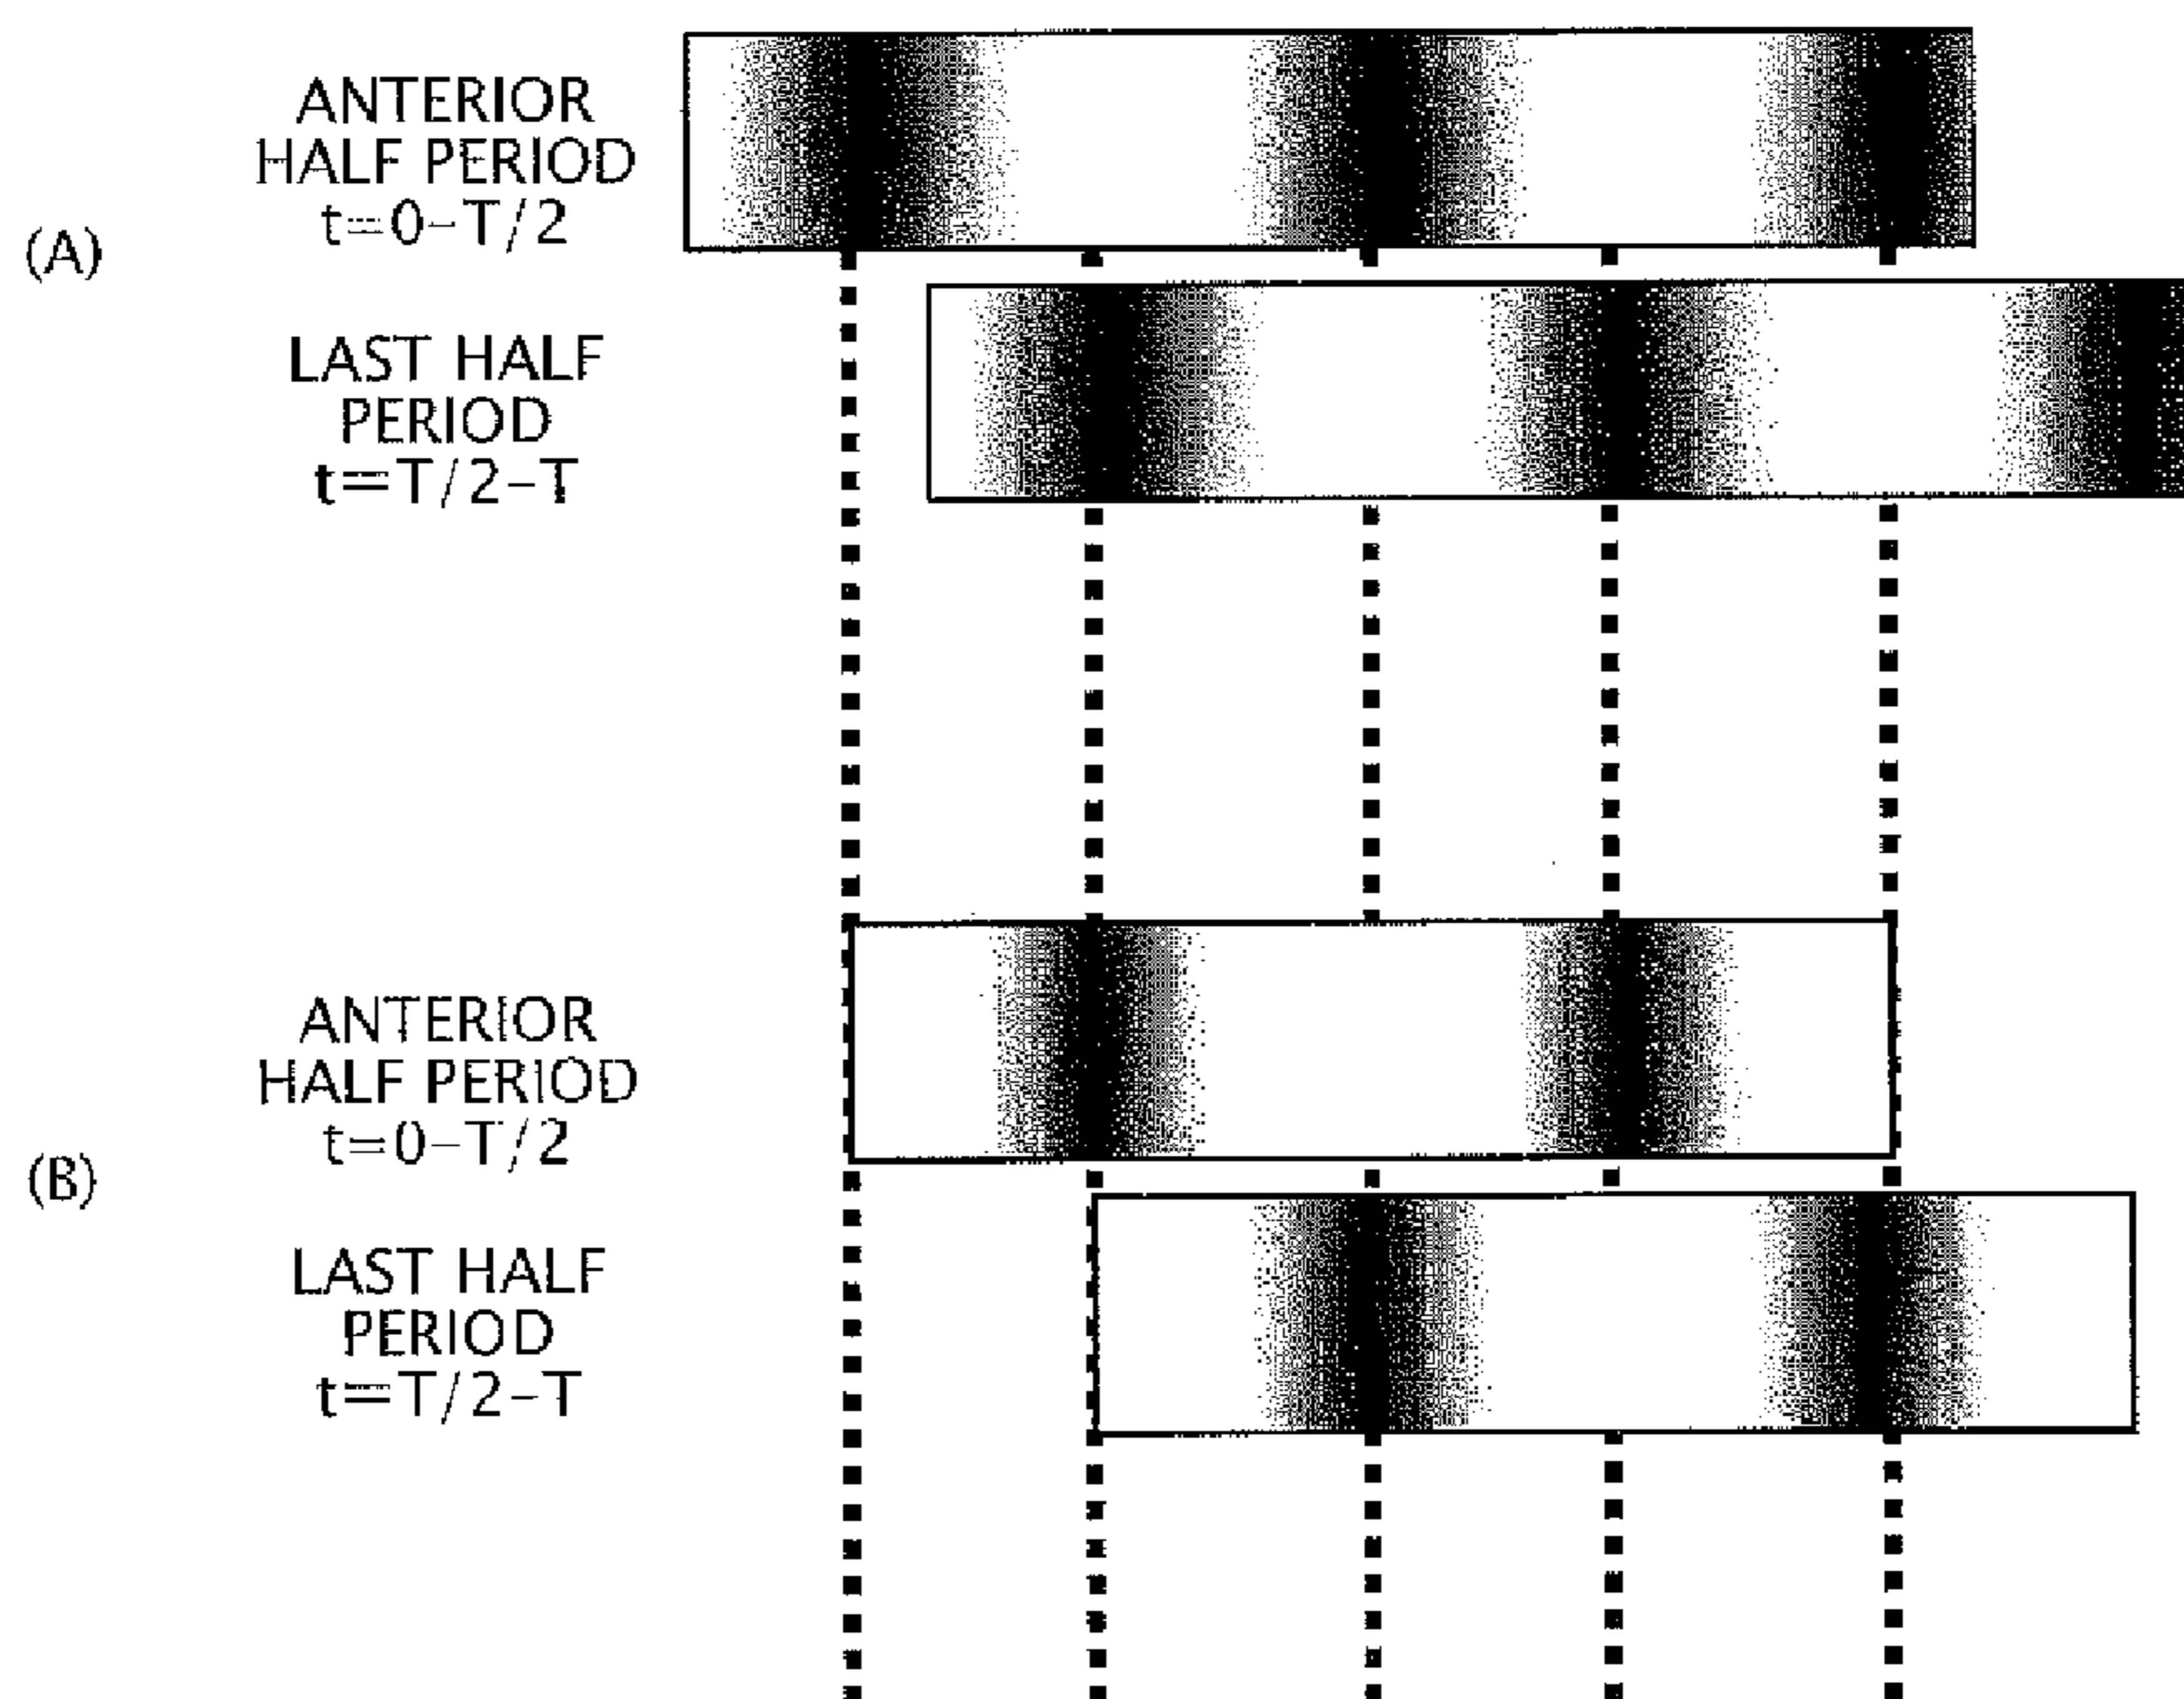 (A)
ANTERIOR
HALF PERIOD
t=0-T/2
LAST HALF
PERIOD
t=T/2-T
(B)
ANTERIOR
HALF PERIOD
t=0-T/2
LAST HALF
PERIOD
t=T/2-T